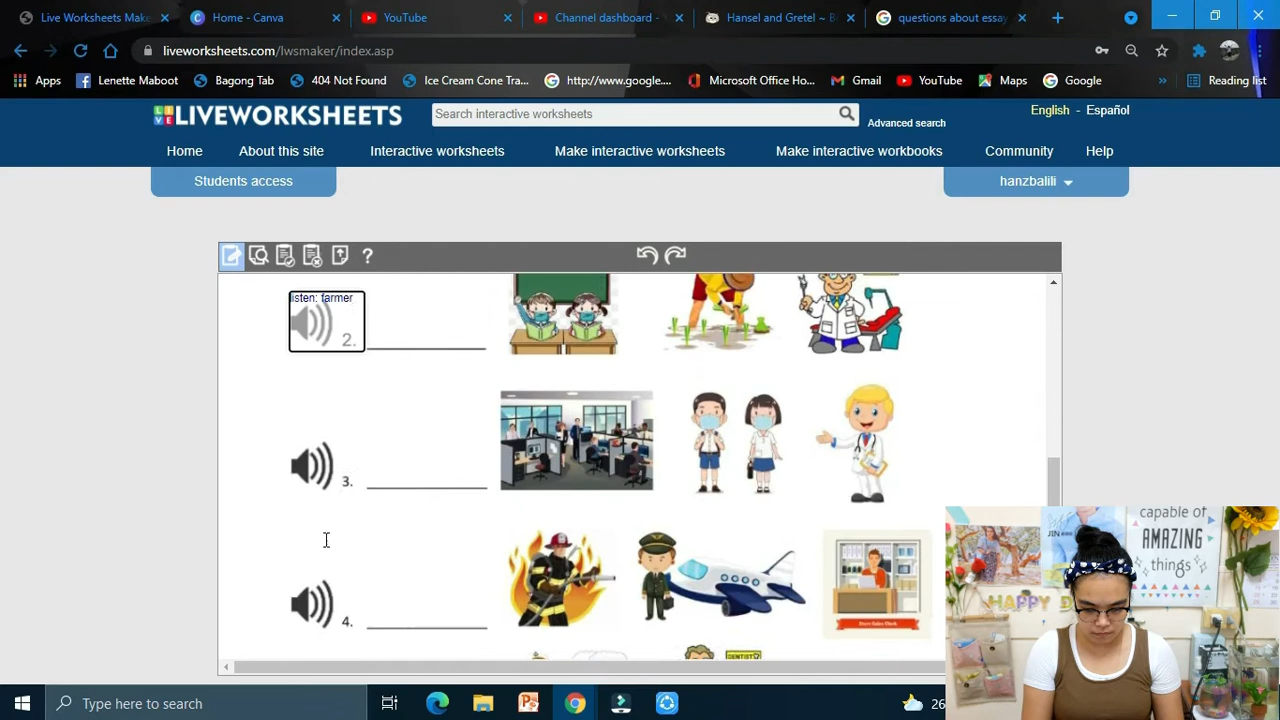 Live Worksheets Make
Home - Canva
YouTube
Channel dashboard -
Hansel and Gretel ~ B
questions about essay
liveworksheets.com/lwsmaker/index.asp
Apps
Lenette Maboot
Bagong Tab
404 Not Found
Ice Cream Cone Tra...
http://www.google....
Microsoft Office Ho...
Gmail
YouTube
Maps
Google
»
Reading list
LIVEWORKSHEETS
Search interactive worksheets
Advanced search
English - Español
Home
About this site
Interactive worksheets
Make interactive worksheets
Make interactive workbooks
Community
Help
Students access
hanzbalili
?
listen: farmer
2.
3.
4.
DENTIST
capable of
AMAZING
things
JIN
HAPPY D
Type here to search
26